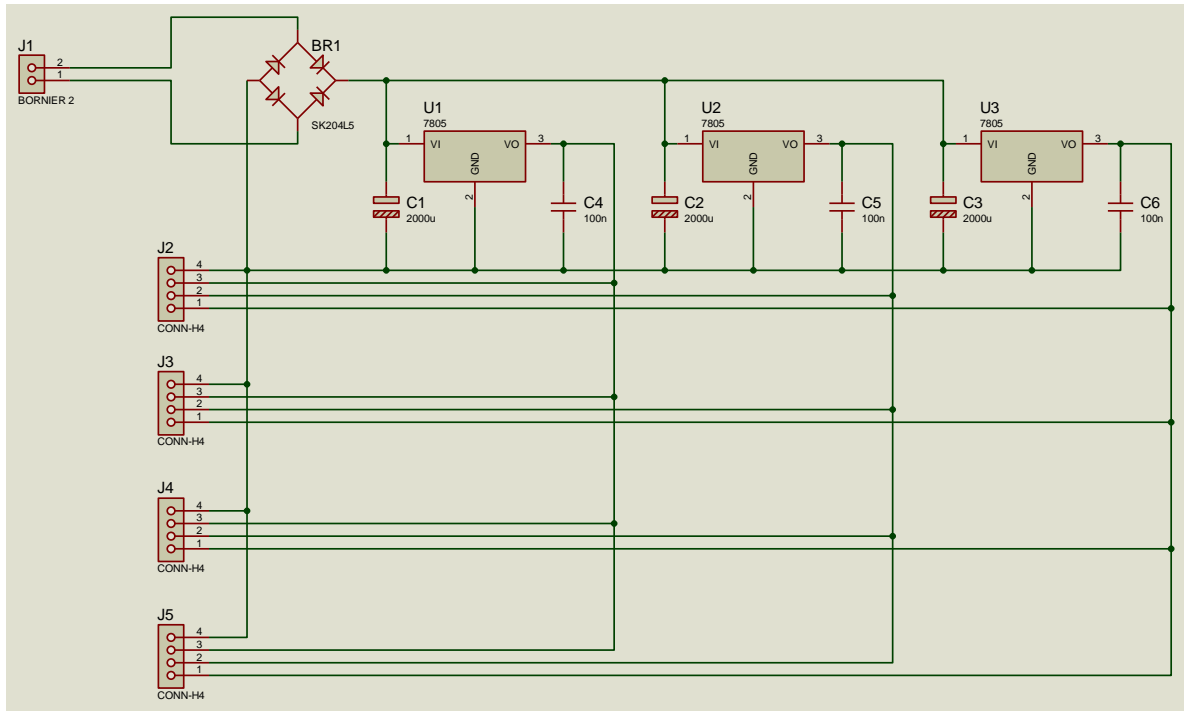 J1
2
1
BORNIER 2
BR1
SK204L5
U1
7805
1
VI
VO
3
GND
2
C1
2000u
C4
100n
U2
7805
1
VI
VO
3
GND
2
C2
2000u
C5
100n
U3
7805
1
VI
VO
3
GND
2
C3
2000u
C6
100n
J2
4
3
2
1
CONN-H4
J3
4
3
2
1
CONN-H4
J4
4
3
2
1
CONN-H4
J5
4
3
2
1
CONN-H4